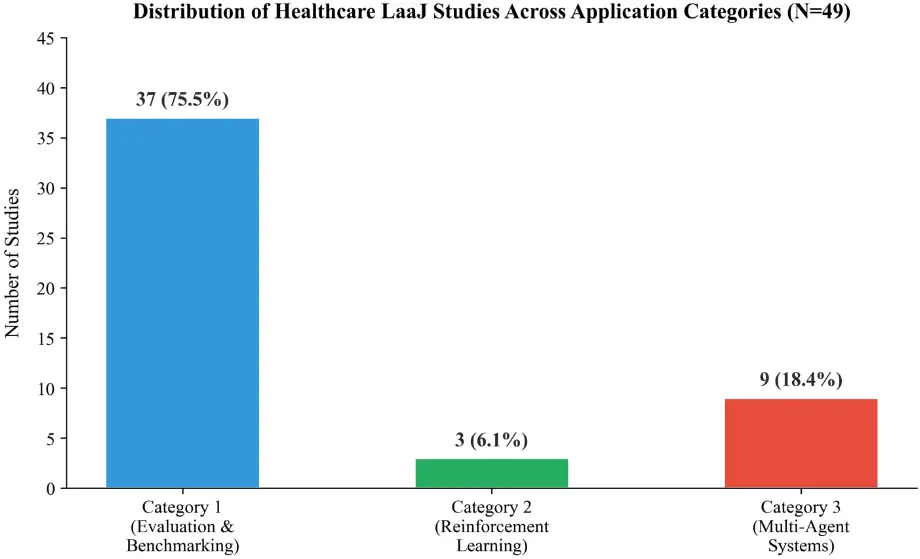 Distribution of Healthcare LaaJ Studies Across Application Categories (N=49)
Number of Studies
45
40
35
30
25
20
15
10
5
0
37 (75.5%)
3 (6.1%)
9 (18.4%)
Category 1
(Evaluation &
Benchmarking)
Category 2
(Reinforcement
Learning)
Category 3
(Multi-Agent
Systems)